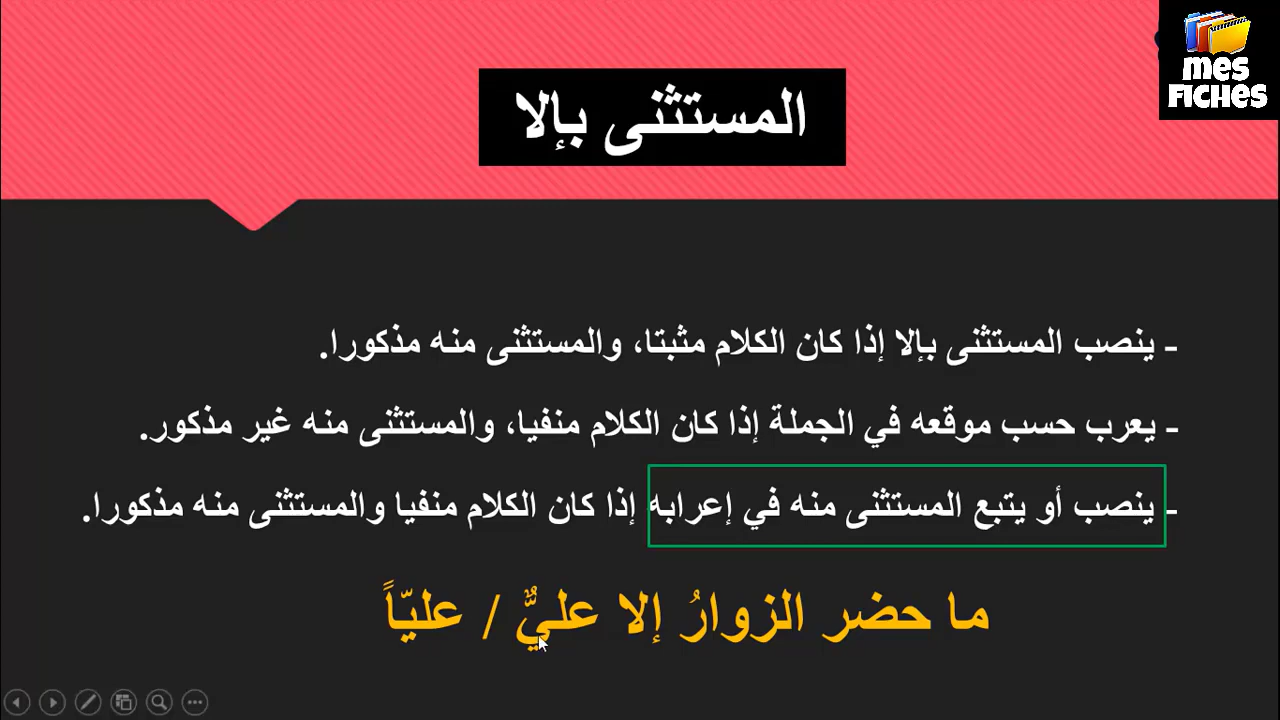 mes
FICHES
المستثنى بإلا
- ينصب المستثنى بإلا إذا كان الكلام مثبتا، والمستثنى منه مذكورا.
- يعرب حسب موقعه في الجملة إذا كان الكلام منفيا، والمستثنى منه غير مذكور.
- ينصب أو يتبع المستثنى منه في إعرابه إذا كان الكلام منفيا والمستثنى منه مذكورا.
ما حضر الزوارُ إلا عليٌّ / عليّاً